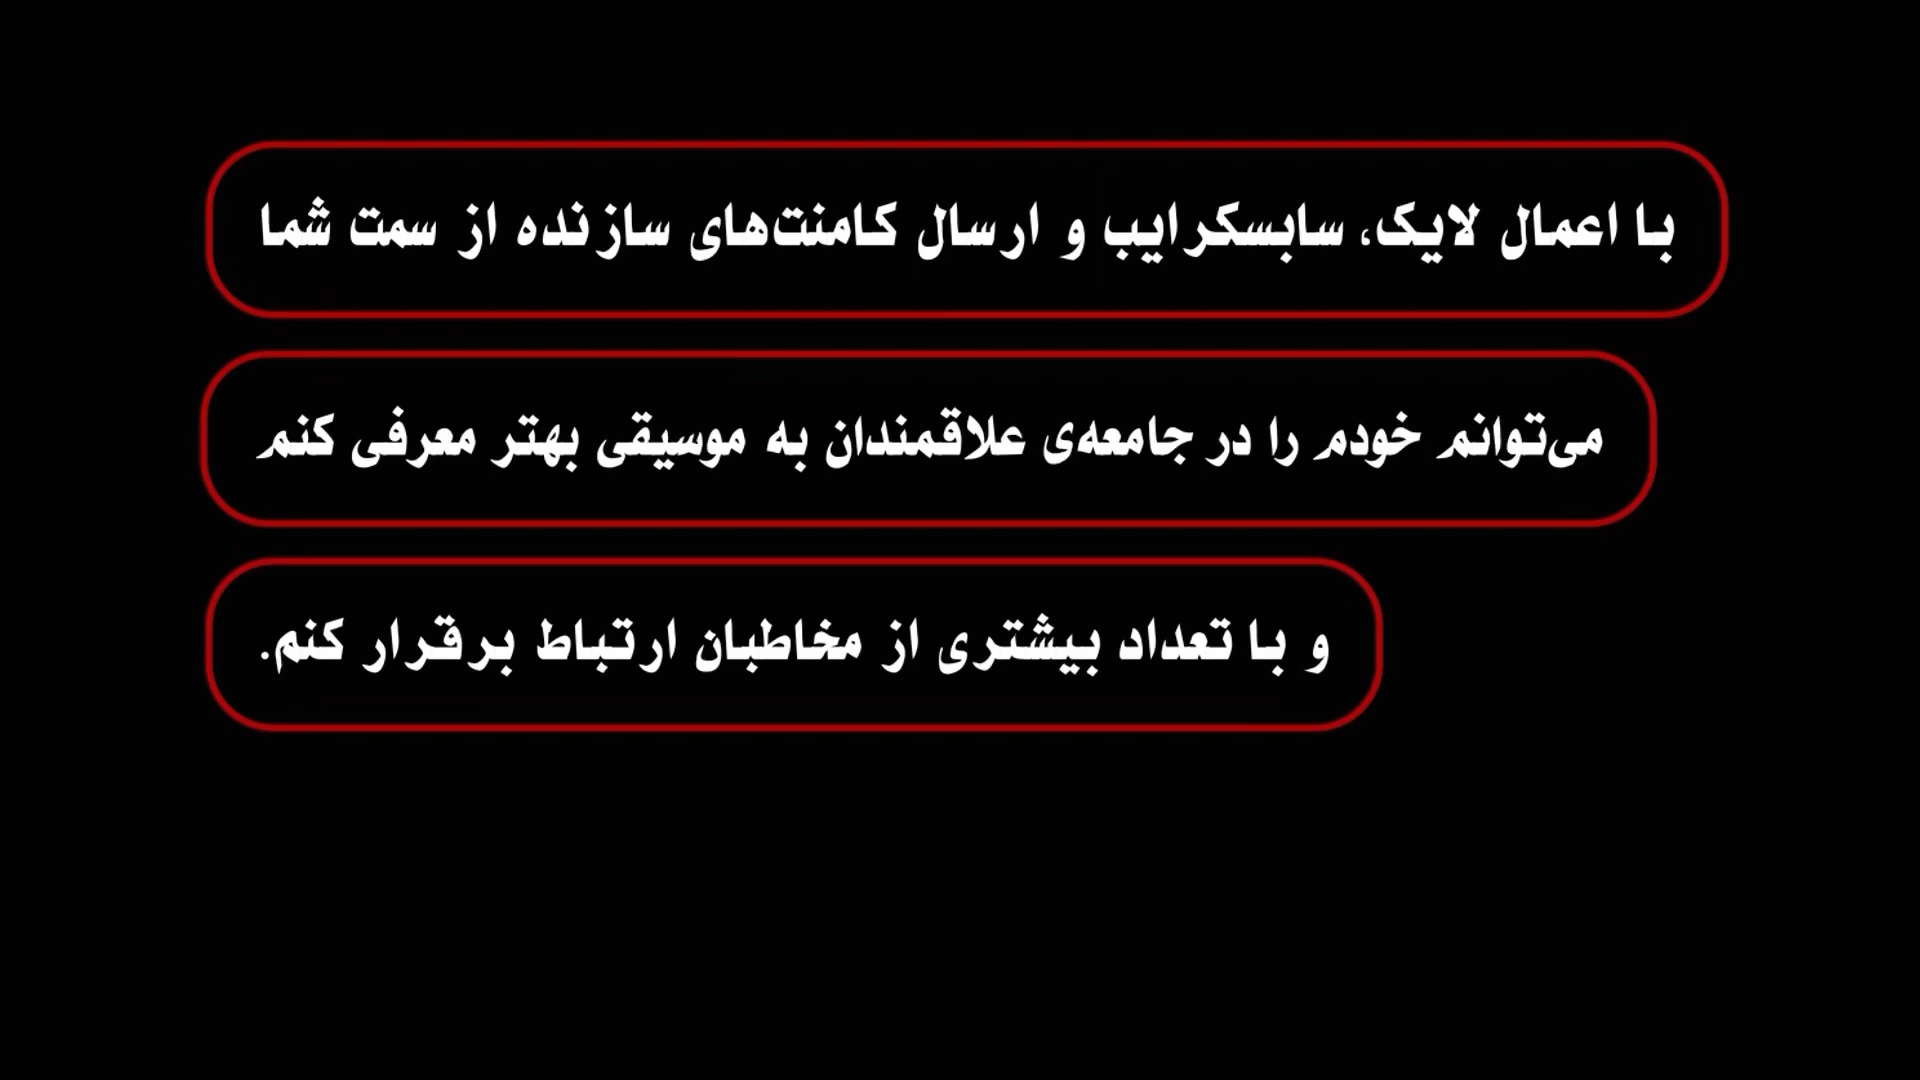 با اعمال لایک، سابسکرایب و ارسال کامنت‌های سازنده از سمت شما
می‌توانم خودم را در جامعه‌ی علاقمندان به موسیقی بهتر معرفی کنم
و با تعداد بیشتری از مخاطبان ارتباط برقرار کنم.